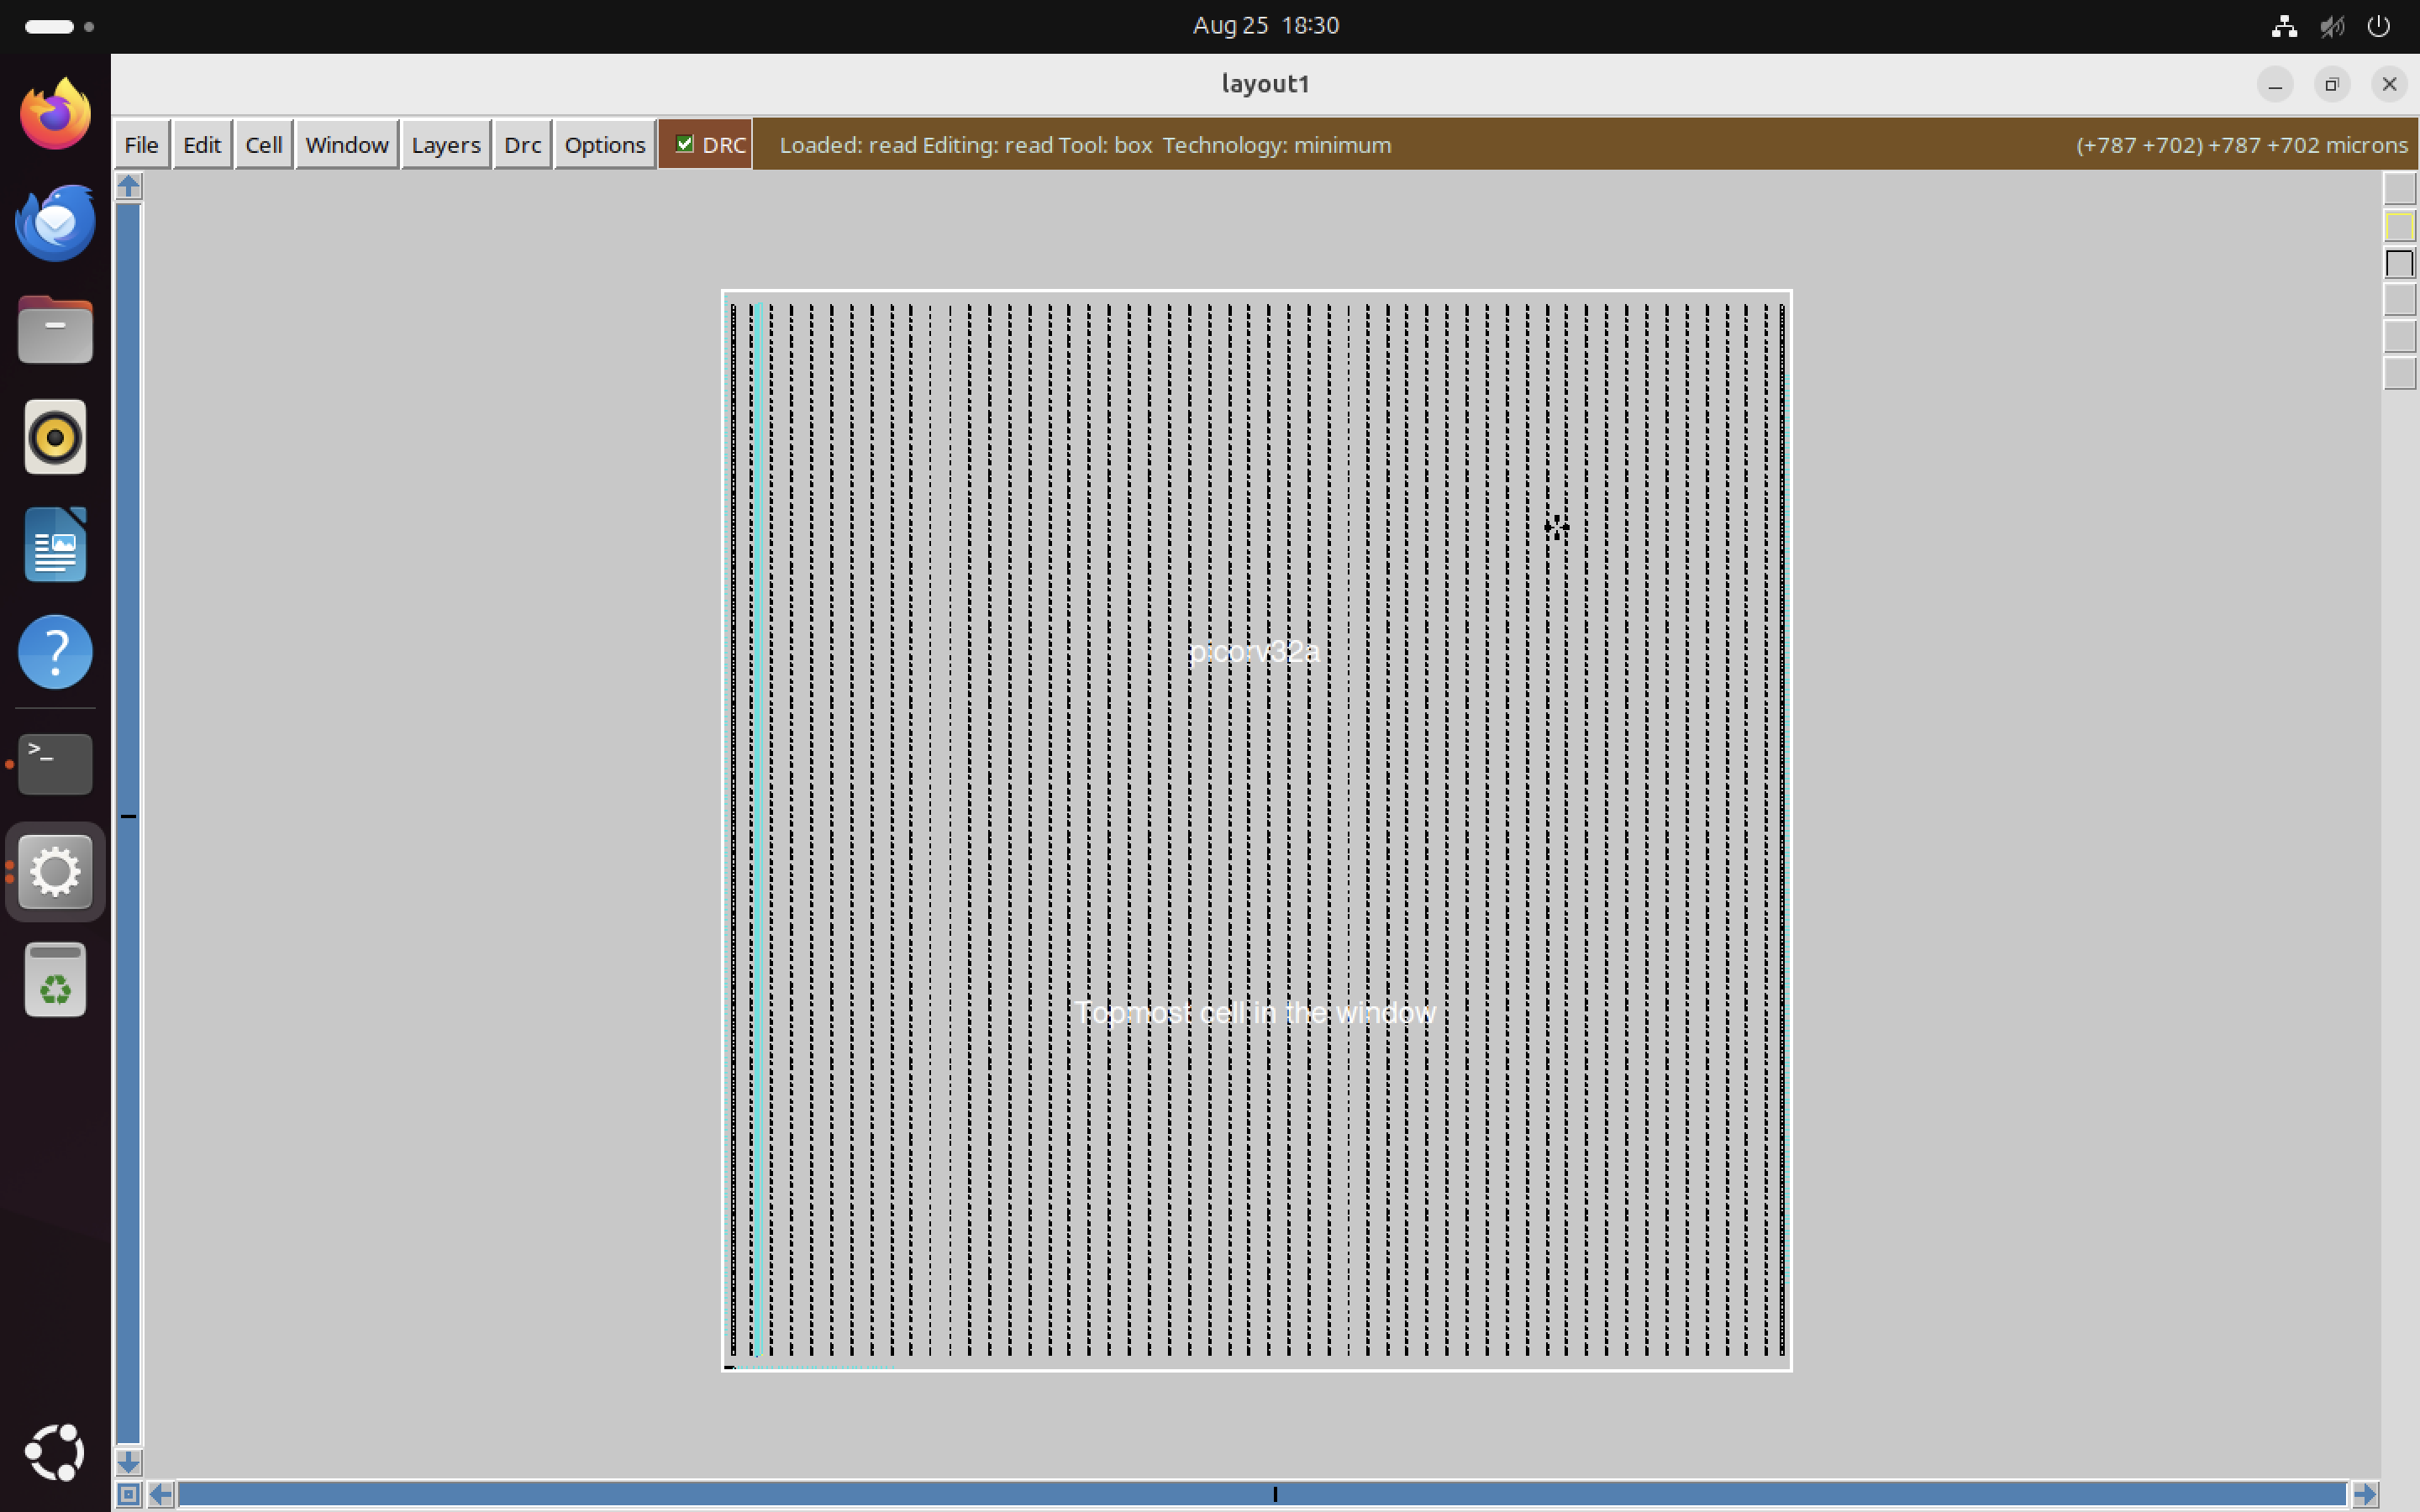 Aug 25 18:30
layout1
File Edit Cell Window Layers Drc Options DRC Loaded: read Editing: read Tool: box Technology: minimum (+787 +702) +787 +702 microns
picorv32a
Topmost cell in the window